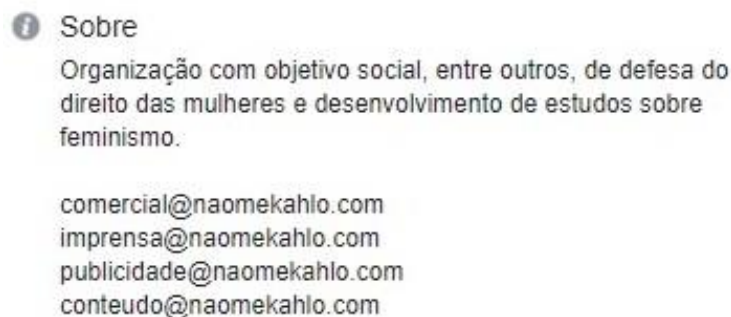 Sobre
Organização com objetivo social, entre outros, de defesa do
direito das mulheres e desenvolvimento de estudos sobre
feminismo.
comercial@naomekahlo.com
imprensa@naomekahlo.com
publicidade@naomekahlo.com
conteudo@naomekahlo.com